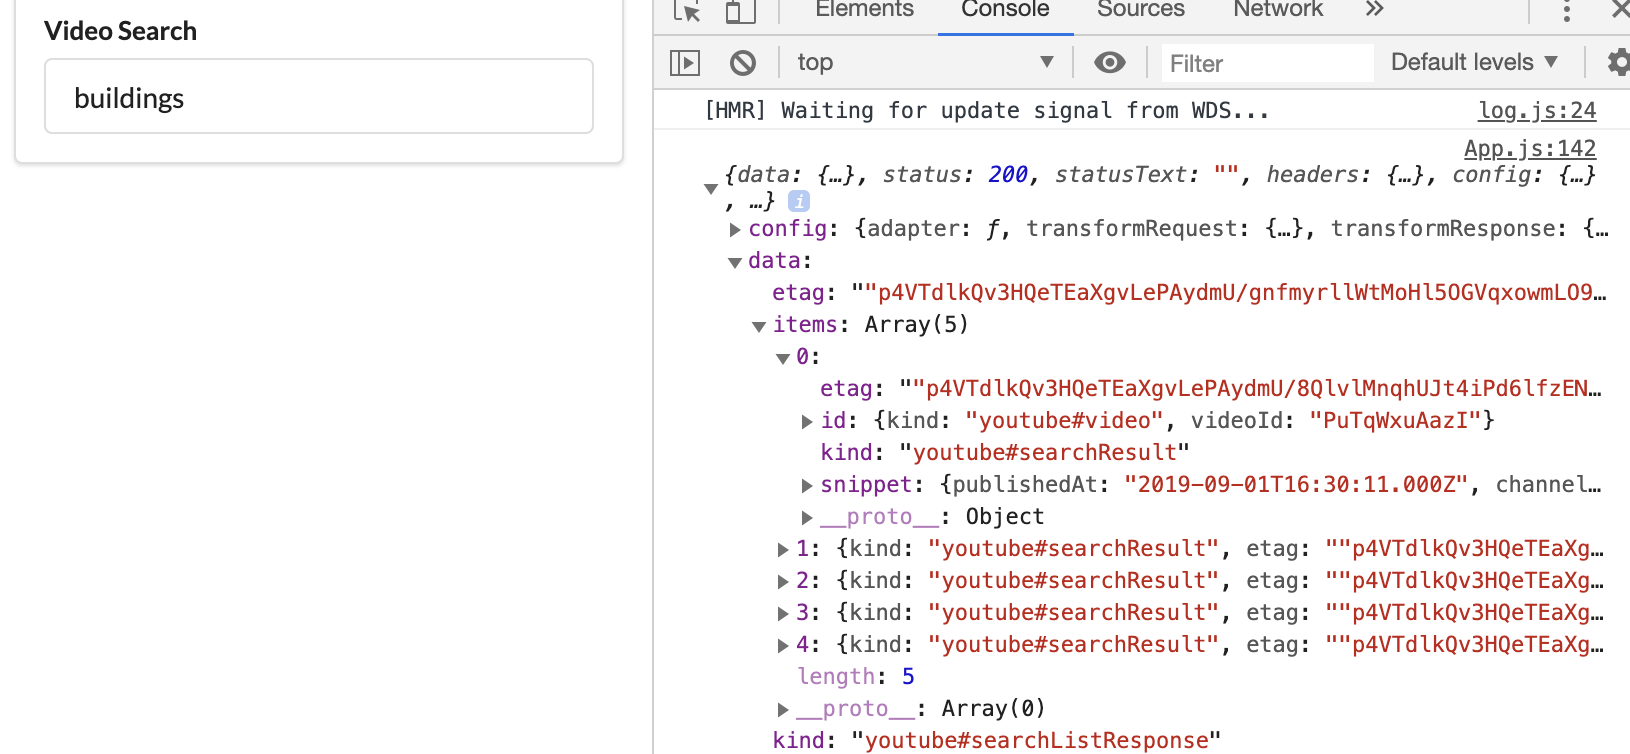 Video Search
buildings
Elements Console Sources Network »
top ▼ Filter Default levels ▼
[HMR] Waiting for update signal from WDS... log.js:24
App.js:142
▼ {data: {…}, status: 200, statusText: "", headers: {…}, config: {…}
, …} i
▶ config: {adapter: ƒ, transformRequest: {…}, transformResponse: {…
▼ data:
etag: ""p4VTdlkQv3HQeTEaXgvLePAydmU/gnfmyrllWtMoHl5OGVqxowmLO9…
▼ items: Array(5)
▼ 0:
etag: ""p4VTdlkQv3HQeTEaXgvLePAydmU/8QlvlMnqhUJt4iPd6lfzEN…
▶ id: {kind: "youtube#video", videoId: "PuTqWxuAazI"}
kind: "youtube#searchResult"
▶ snippet: {publishedAt: "2019-09-01T16:30:11.000Z", channel…
▶ __proto__: Object
▶ 1: {kind: "youtube#searchResult", etag: ""p4VTdlkQv3HQeTEaXg…
▶ 2: {kind: "youtube#searchResult", etag: ""p4VTdlkQv3HQeTEaXg…
▶ 3: {kind: "youtube#searchResult", etag: ""p4VTdlkQv3HQeTEaXg…
▶ 4: {kind: "youtube#searchResult", etag: ""p4VTdlkQv3HQeTEaXg…
length: 5
▶ __proto__: Array(0)
kind: "youtube#searchListResponse"